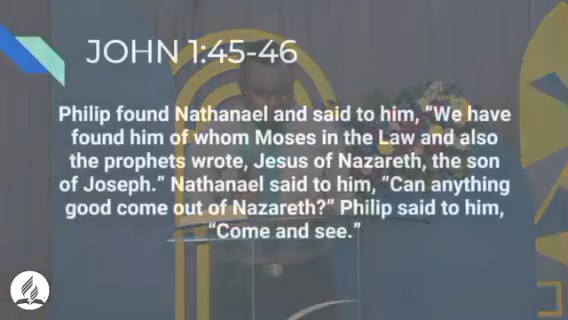 JOHN 1:45-46
Philip found Nathanael and said to him, “We have
found him of whom Moses in the Law and also
the prophets wrote, Jesus of Nazareth, the son
of Joseph.” Nathanael said to him, “Can anything
good come out of Nazareth?” Philip said to him,
“Come and see.”